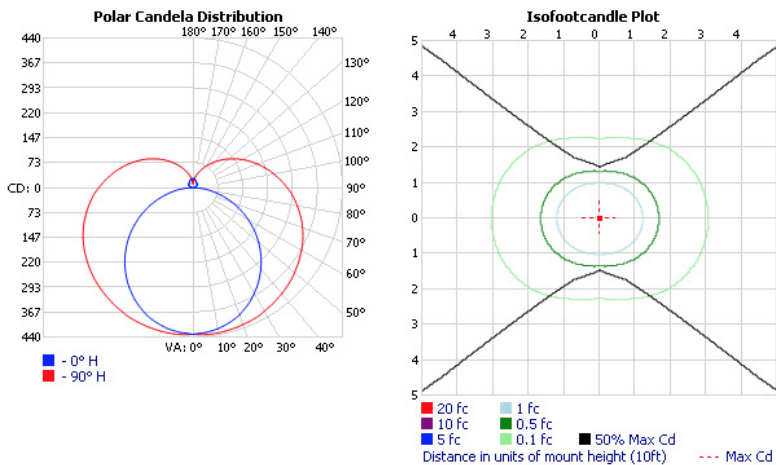 Polar Candela Distribution
180° 170° 160° 150° 140°
440
367
293
220
147
73
CD: 0
73
147
220
293
367
440
130°
120°
110°
100°
90°
80°
70°
60°
50°
VA: 0° 10° 20° 30° 40°
- 0° H
- 90° H
Isofootcandle Plot
4 3 2 1 0 1 2 3 4
5
4
3
2
1
0
1
2
3
4
5
20 fc 1 fc
10 fc 0.5 fc
5 fc 0.1 fc 50% Max Cd
Distance in units of mount height (10ft) Max Cd